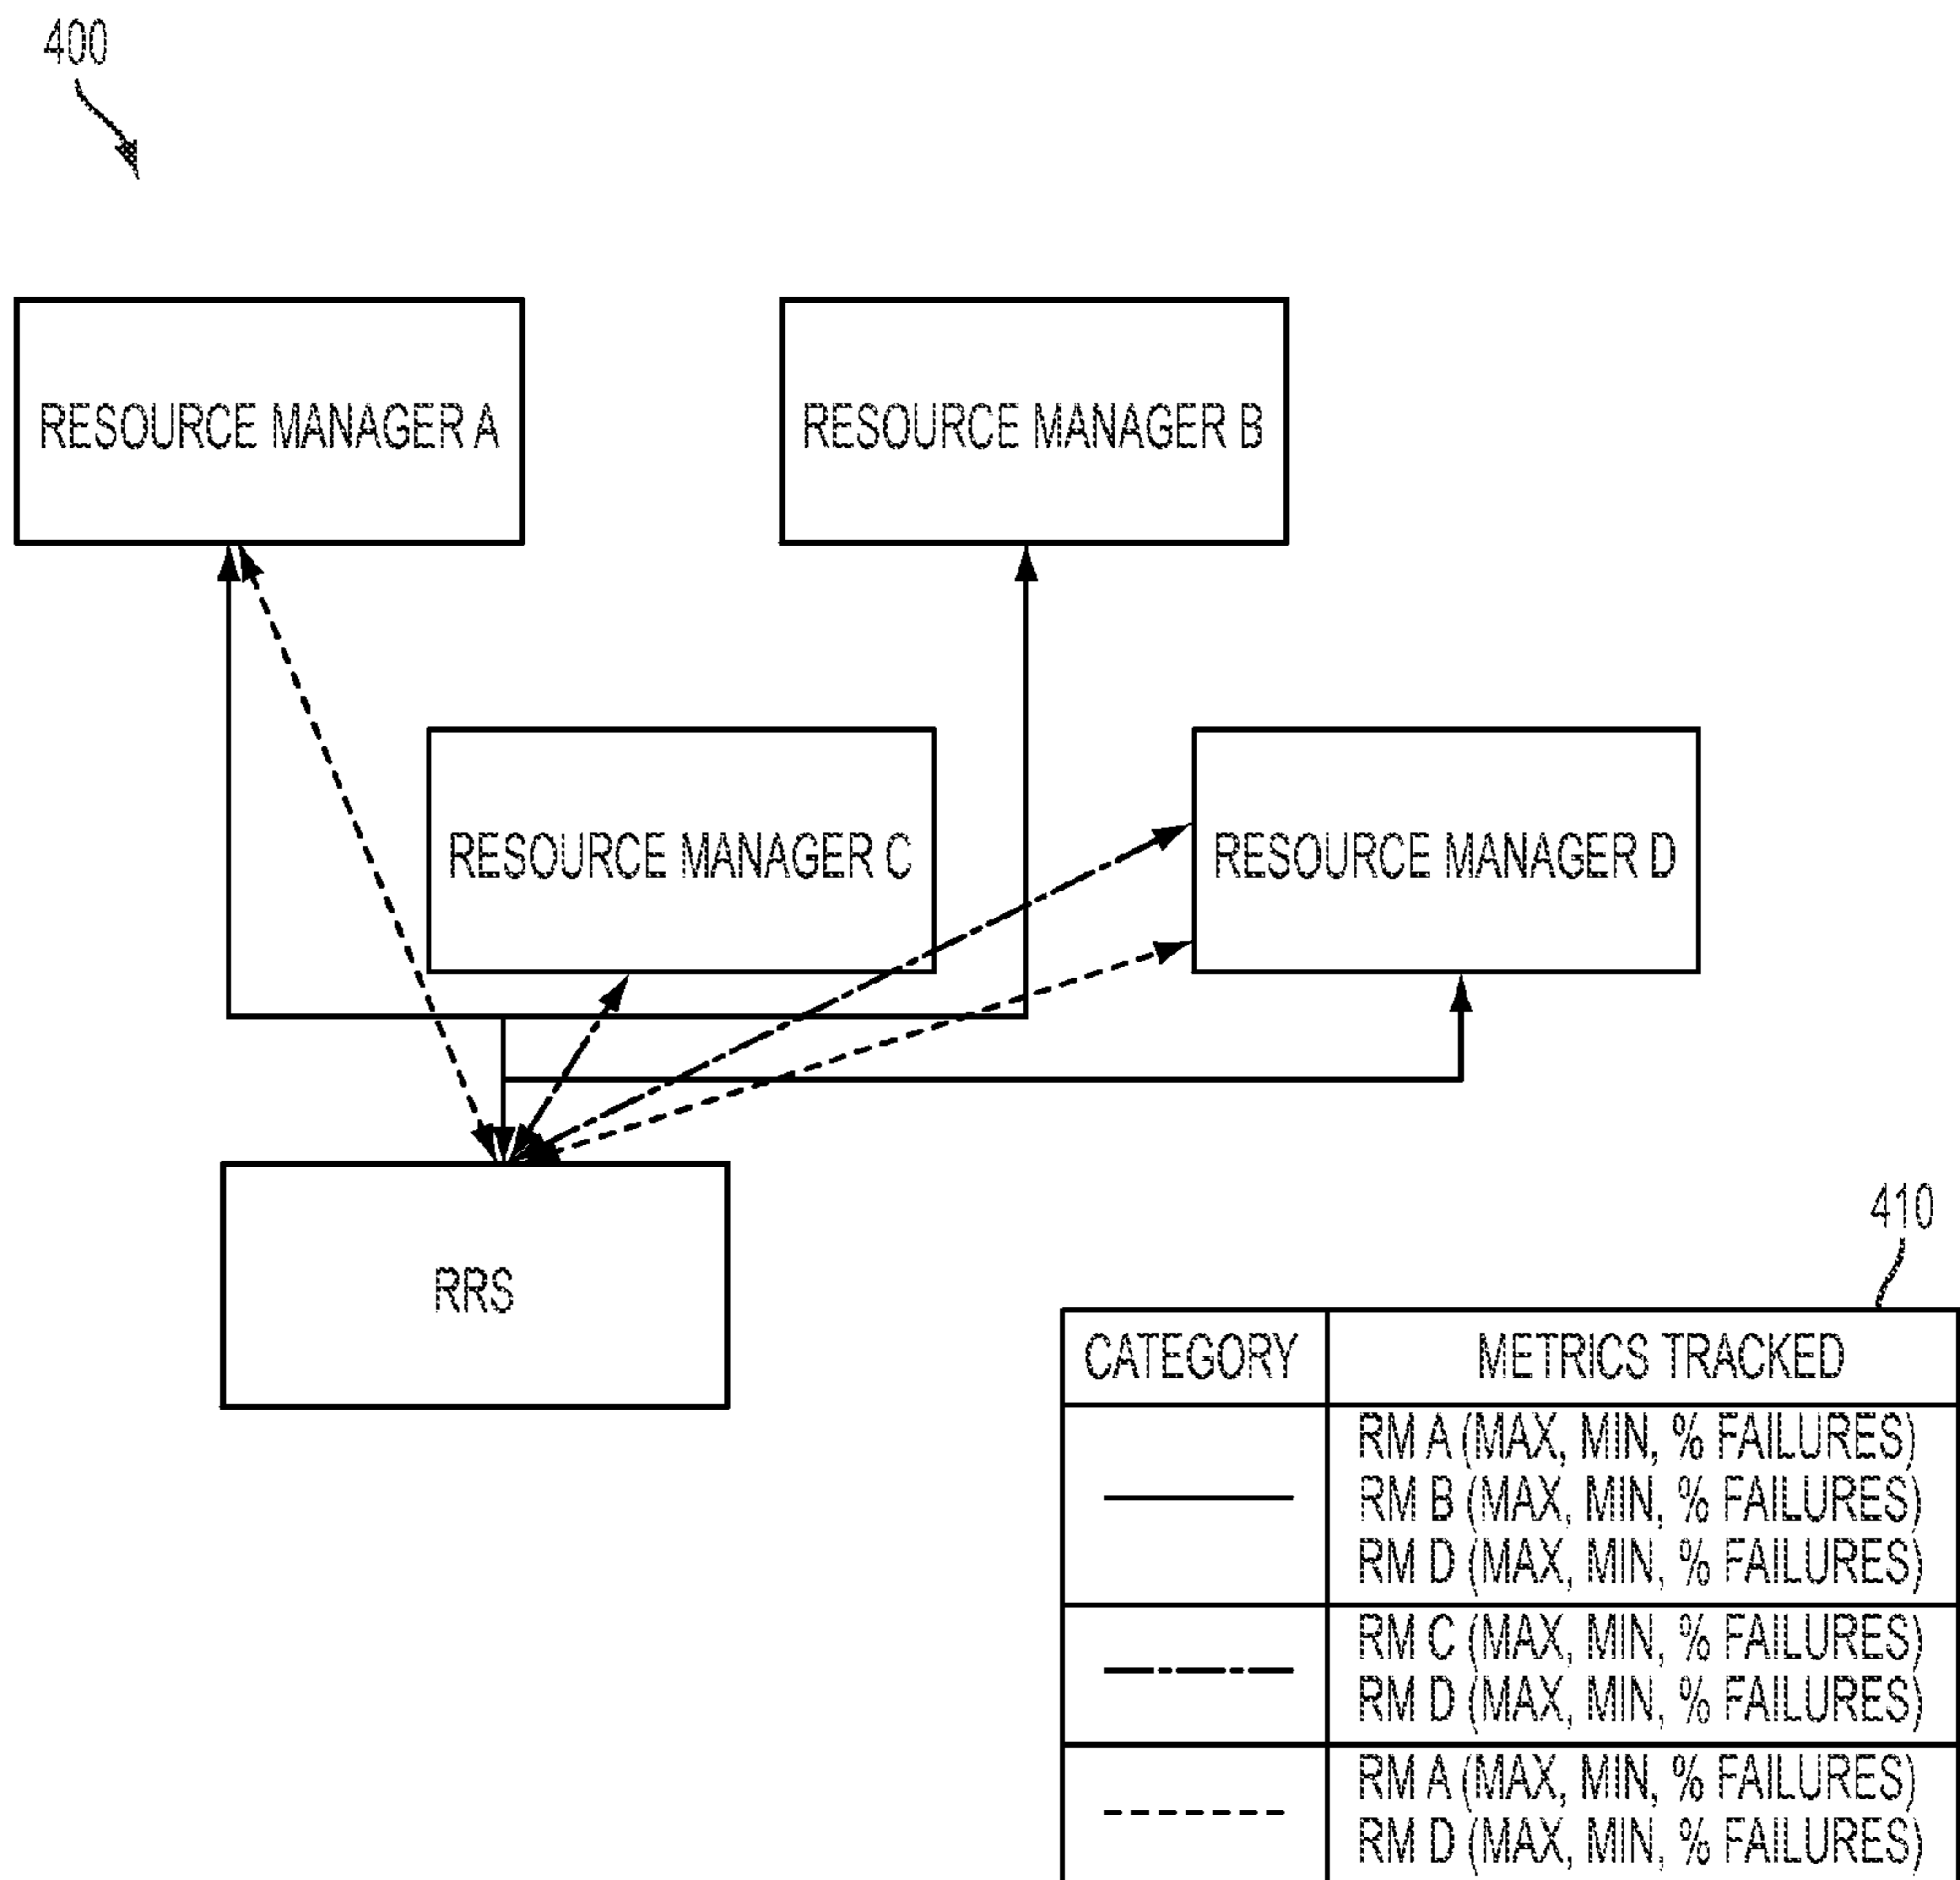 400
RESOURCE MANAGER A
RESOURCE MANAGER B
RESOURCE MANAGER C
RESOURCE MANAGER D
RRS
410
CATEGORY
METRICS TRACKED
RM A (MAX, MIN, % FAILURES)
RM B (MAX, MIN, % FAILURES)
RM D (MAX, MIN, % FAILURES)
RM C (MAX, MIN, % FAILURES)
RM D (MAX, MIN, % FAILURES)
RM A (MAX, MIN, % FAILURES)
RM D (MAX, MIN, % FAILURES)